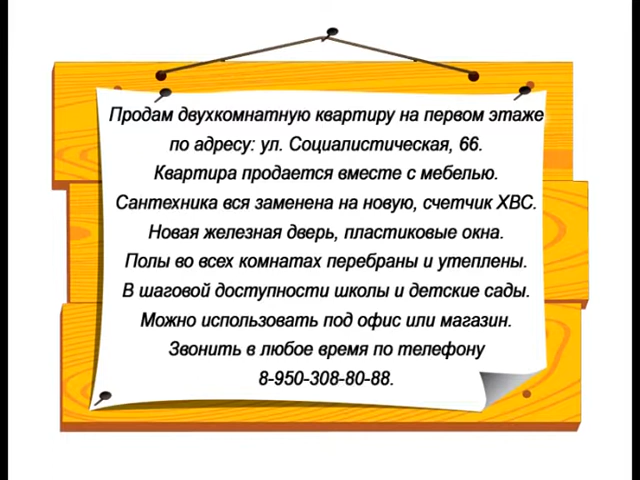 Продам двухкомнатную квартиру на первом этаже
по адресу: ул. Социалистическая, 66.
Квартира продается вместе с мебелью.
Сантехника вся заменена на новую, счетчик ХВС.
Новая железная дверь, пластиковые окна.
Полы во всех комнатах перебраны и утеплены.
В шаговой доступности школы и детские сады.
Можно использовать под офис или магазин.
Звонить в любое время по телефону
8-950-308-80-88.